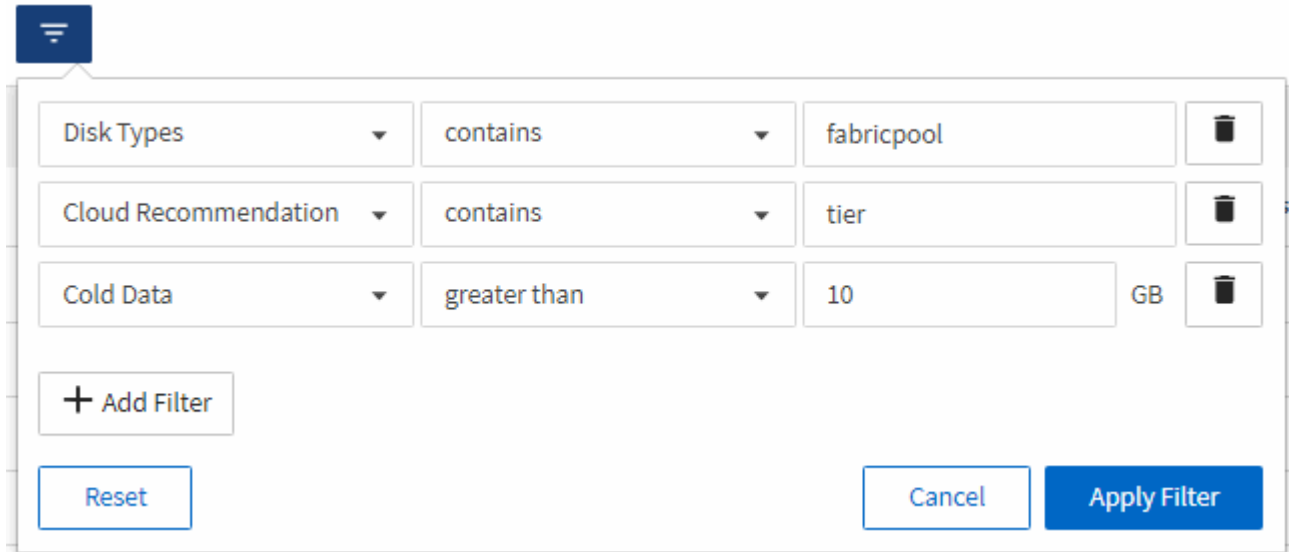 Disk Types contains fabricpool
Cloud Recommendation contains tier
Cold Data greater than 10 GB
Add Filter
Reset Cancel Apply Filter